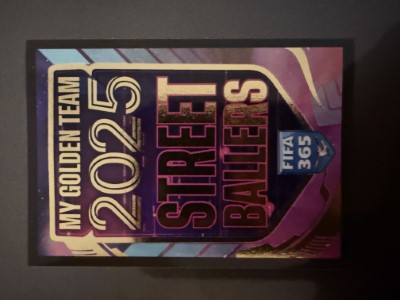 MY GOLDEN TEAM
2025
STREET
BALLERS
FIFA
365